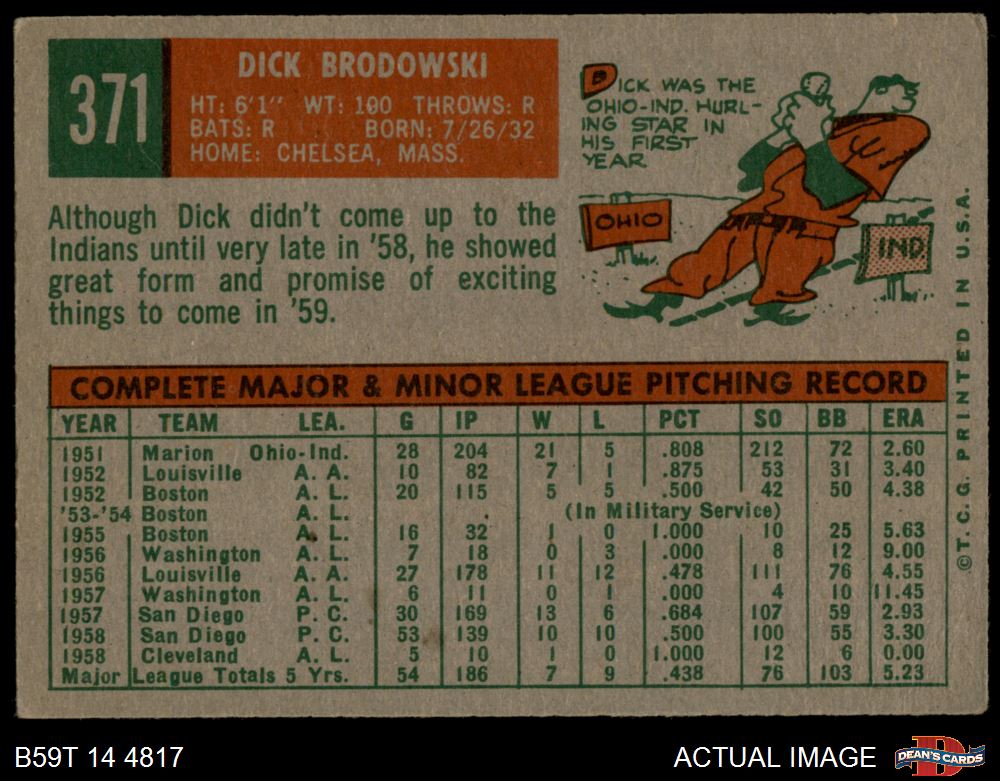 371
DICK BRODOWSKI
HT: 6'1" WT: 190 THROWS: R
BATS: R BORN: 7/26/32
HOME: CHELSEA, MASS.
DICK WAS THE
OHIO-IND. HURL-
ING STAR IN
HIS FIRST
YEAR
OHIO
IND
Although Dick didn't come up to the
Indians until very late in '58, he showed
great form and promise of exciting
things to come in '59.
COMPLETE MAJOR & MINOR LEAGUE PITCHING RECORD
YEAR TEAM LEA. G IP W L PCT SO BB ERA
1951 Marion Ohio-Ind. 28 204 21 5 .808 212 72 2.60
1952 Louisville A. A. 10 82 7 1 .875 53 31 3.40
1952 Boston A. L. 20 115 5 5 .500 42 50 4.38
'53-'54 Boston A. L. (In Military Service)
1955 Boston A. L. 16 32 1 0 1.000 10 25 5.63
1956 Washington A. L. 7 18 0 3 .000 8 12 9.00
1956 Louisville A. A. 27 178 11 12 .478 111 76 4.55
1957 Washington A. L. 6 11 0 1 .000 4 10 11.45
1957 San Diego P. C. 30 169 13 6 .684 107 59 2.93
1958 San Diego P. C. 53 139 10 10 .500 100 55 3.30
1958 Cleveland A. L. 5 10 1 0 1.000 12 6 0.00
Major League Totals 5 Yrs. 54 186 7 9 .438 76 103 5.23
©T.C.G. PRINTED IN U.S.A.
B59T 14 4817
ACTUAL IMAGE
DEAN'S CARDS